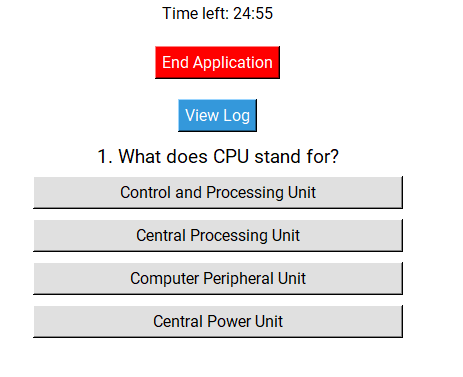 Time left: 24:55
End Application
View Log
1. What does CPU stand for?
Control and Processing Unit
Central Processing Unit
Computer Peripheral Unit
Central Power Unit